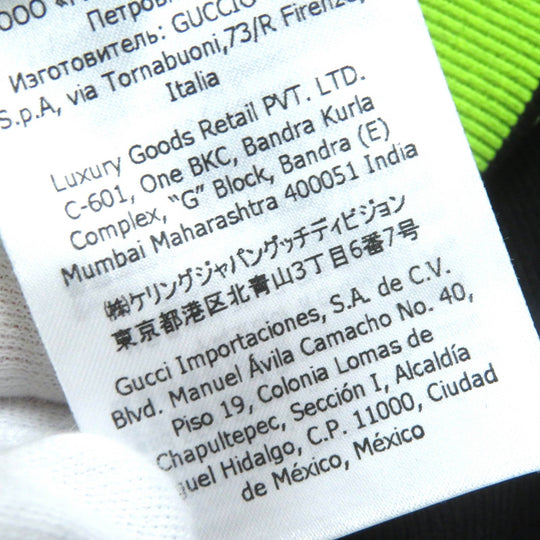 ООО
Петров
Изготовитель: GUCCIO
S.p.A, via Tornabuoni,73/R Firenze,
Italia
Luxury Goods Retail PVT. LTD.
C-601, One BKC, Bandra Kurla
Complex, “G” Block, Bandra (E)
Mumbai Maharashtra 400051 India
㈱ケリングジャパングッチディビジョン
東京都港区北青山3丁目6番7号
Gucci Importaciones, S.A. de C.V.
Blvd. Manuel Ávila Camacho No. 40,
Piso 19, Colonia Lomas de
Chapultepec, Sección I, Alcaldía
guel Hidalgo, C.P. 11000, Ciudad
de México, México